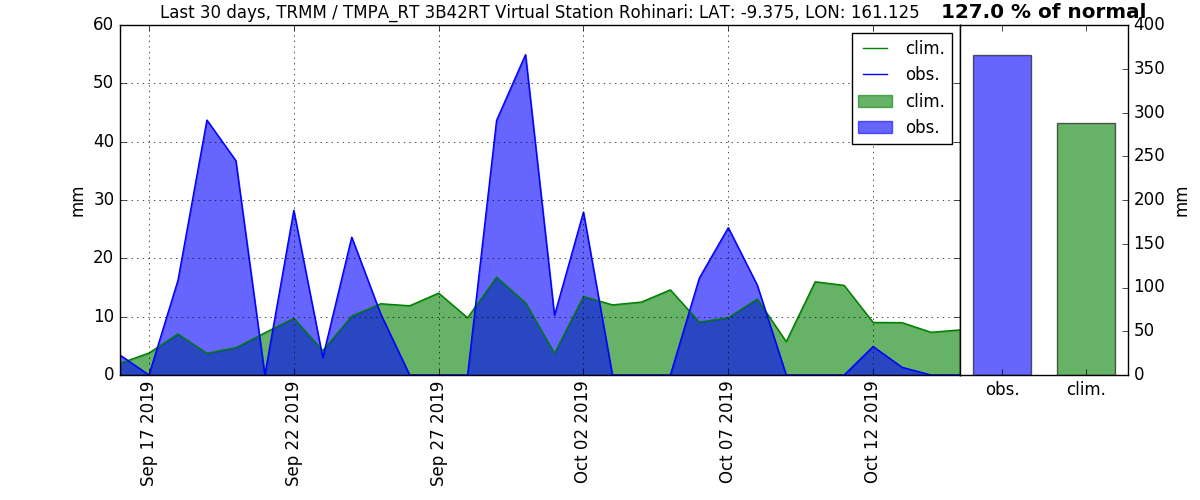 Last 30 days, TRMM / TMPA_RT 3B42RT Virtual Station Rohinari: LAT: -9.375, LON: 161.125
127.0 % of normal
60
50
40
30
20
10
0
mm
clim.
obs.
clim.
obs.
Sep 17 2019
Sep 22 2019
Sep 27 2019
Oct 02 2019
Oct 07 2019
Oct 12 2019
400
350
300
250
200
150
100
50
0
mm
obs.
clim.